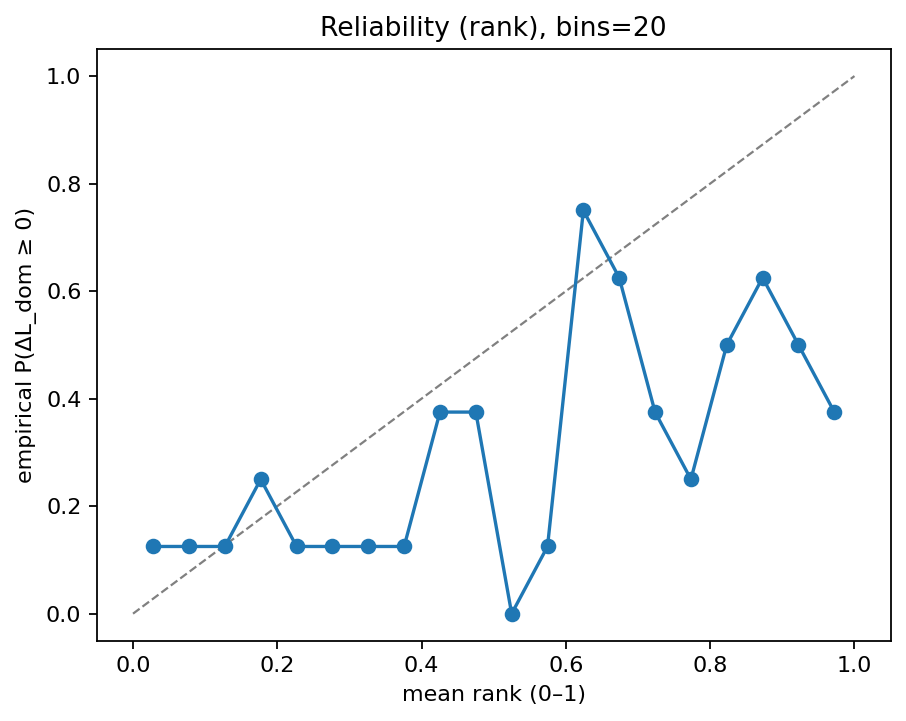 Reliability (rank), bins=20
empirical P(ΔL_dom ≥ 0)
1.0
0.8
0.6
0.4
0.2
0.0
0.0 0.2 0.4 0.6 0.8 1.0
mean rank (0–1)